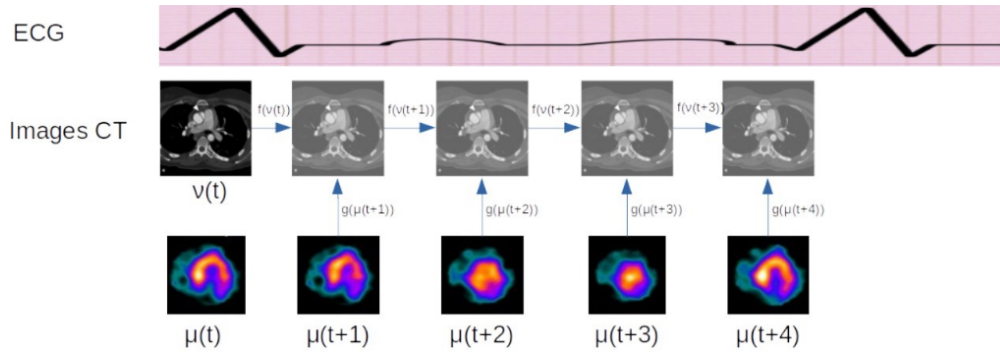 ECG
Images CT
f(ν(t))
f(ν(t+1))
f(ν(t+2))
f(ν(t+3))
ν(t)
g(μ(t+1))
g(μ(t+2))
g(μ(t+3))
g(μ(t+4))
μ(t)
μ(t+1)
μ(t+2)
μ(t+3)
μ(t+4)